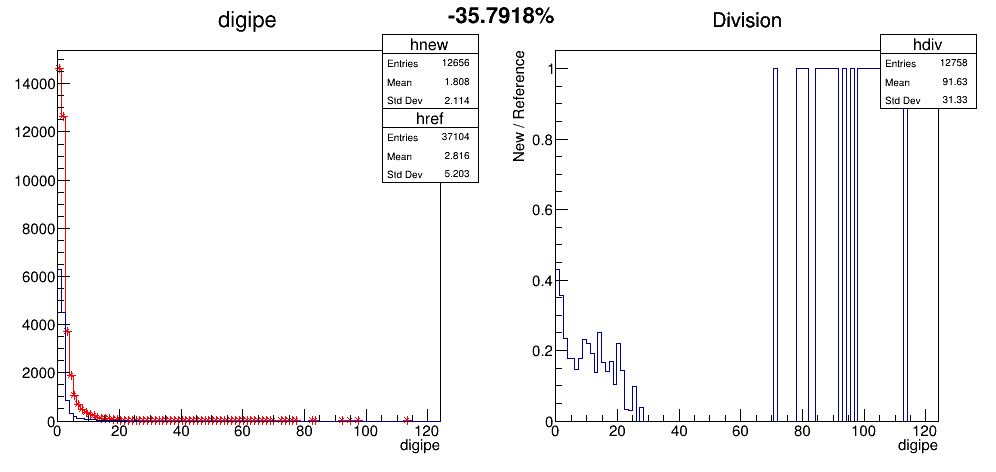 -35.7918%
digipe
hnew
Entries 12656
Mean 1.808
Std Dev 2.114
href
Entries 37104
Mean 2.816
Std Dev 5.203
14000
12000
10000
8000
6000
4000
2000
0
0 20 40 60 80 100 120
digipe
Division
hdiv
Entries 12758
Mean 91.63
Std Dev 31.33
New / Reference
1
0.8
0.6
0.4
0.2
0
0 20 40 60 80 100 120
digipe